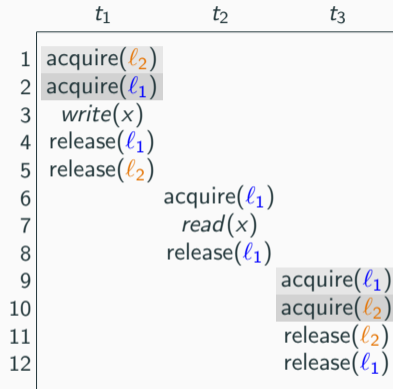 t₁ t₂ t₃
1 acquire(ℓ₂)
2 acquire(ℓ₁)
3 write(x)
4 release(ℓ₁)
5 release(ℓ₂)
6 acquire(ℓ₁)
7 read(x)
8 release(ℓ₁)
9 acquire(ℓ₁)
10 acquire(ℓ₂)
11 release(ℓ₂)
12 release(ℓ₁)